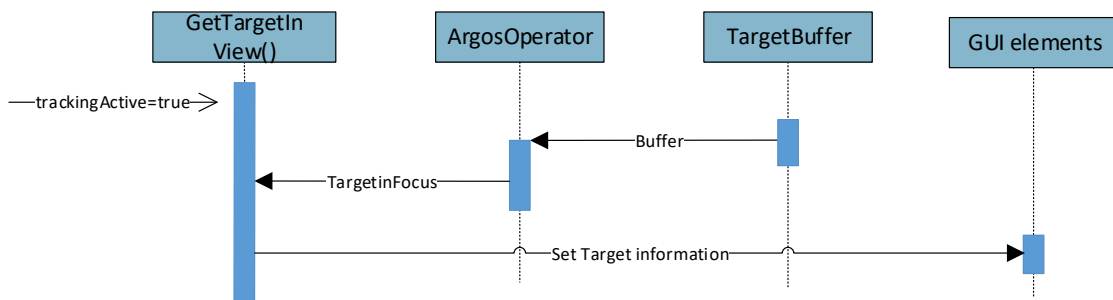 GetTargetIn
View()
ArgosOperator
TargetBuffer
GUI elements
trackingActive=true
Buffer
TargetinFocus
Set Target information